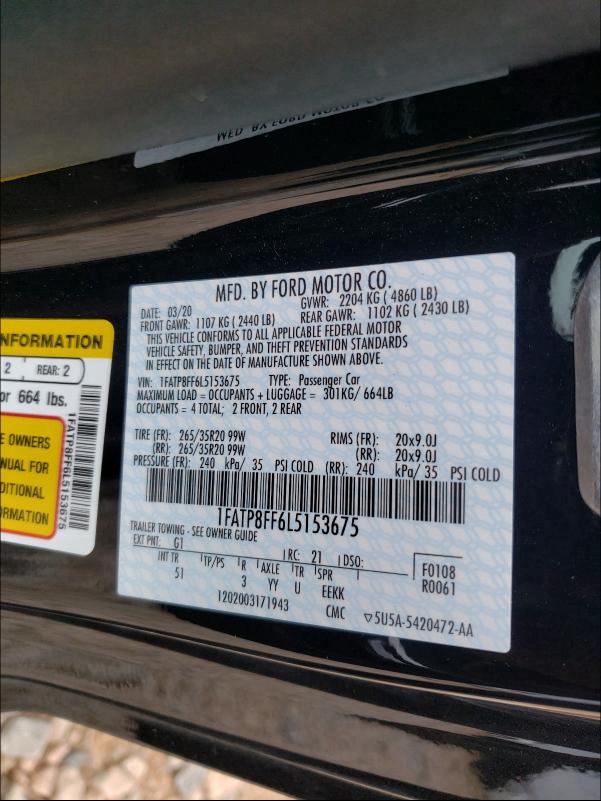 MFD. BY FORD MOTOR CO.
MFD. BY FORD MOTOR CO.
DATE: 03/20 GVWR: 2204 KG ( 4860 LB)
FRONT GAWR: 1107 KG ( 2440 LB) REAR GAWR: 1102 KG ( 2430 LB)
THIS VEHICLE CONFORMS TO ALL APPLICABLE FEDERAL MOTOR
VEHICLE SAFETY, BUMPER, AND THEFT PREVENTION STANDARDS
IN EFFECT ON THE DATE OF MANUFACTURE SHOWN ABOVE.
VIN: 1FATP8FF6L5153675 TYPE: Passenger Car
MAXIMUM LOAD = OCCUPANTS + LUGGAGE = 301KG/ 664LB
OCCUPANTS = 4 TOTAL; 2 FRONT, 2 REAR
TIRE (FR): 265/35R20 99W RIMS (FR): 20x9.0J
(RR): 265/35R20 99W (RR): 20x9.0J
PRESSURE (FR): 240 kPa/ 35 PSI COLD (RR): 240 kPa/ 35 PSI COLD
1FATP8FF6L5153675
TRAILER TOWING - SEE OWNER GUIDE
EXT PNT: G1 RC: 21 DSO: F0108
INT TR TP/PS R AXLE TR SPR R0061
51 3 YY U EEKK
1202003171943 CMC ▽5U5A-5420472-AA
INFORMATION
2 REAR: 2
or 664 lbs.
E OWNERS
NUAL FOR
DITIONAL
ORMATION
1FATP8FF6L5153675